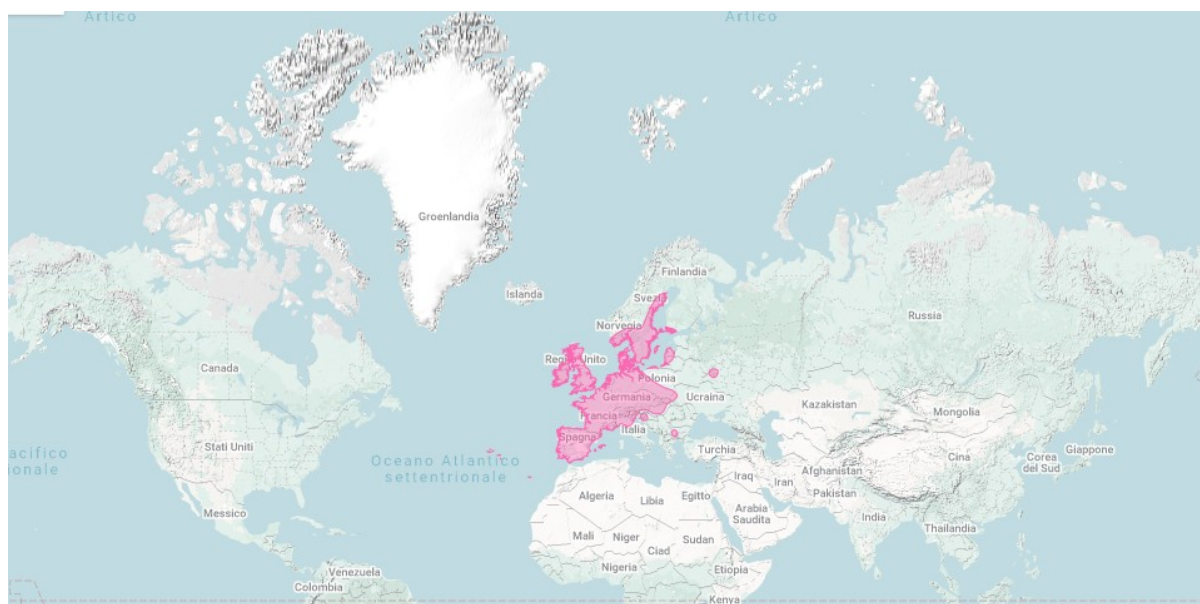 Artico
Artico
Groenlandia
Islanda
Finlandia
Svezia
Norvegia
Russia
Regno Unito
Canada
Polonia
Germania
Ucraina
Kazakistan
Francia
Mongolia
Italia
Spagna
Stati Uniti
Turchia
Cina
Corea
del Sud
Giappone
acifico
ionale
Oceano Atlantico
settentrionale
Iraq
Iran
Afghanistan
Pakistan
Algeria
Libia
Egitto
Arabia
Saudita
Messico
India
Thailandia
Mali
Niger
Ciad
Sudan
Nigeria
Etiopia
Venezuela
Colombia
Kenya